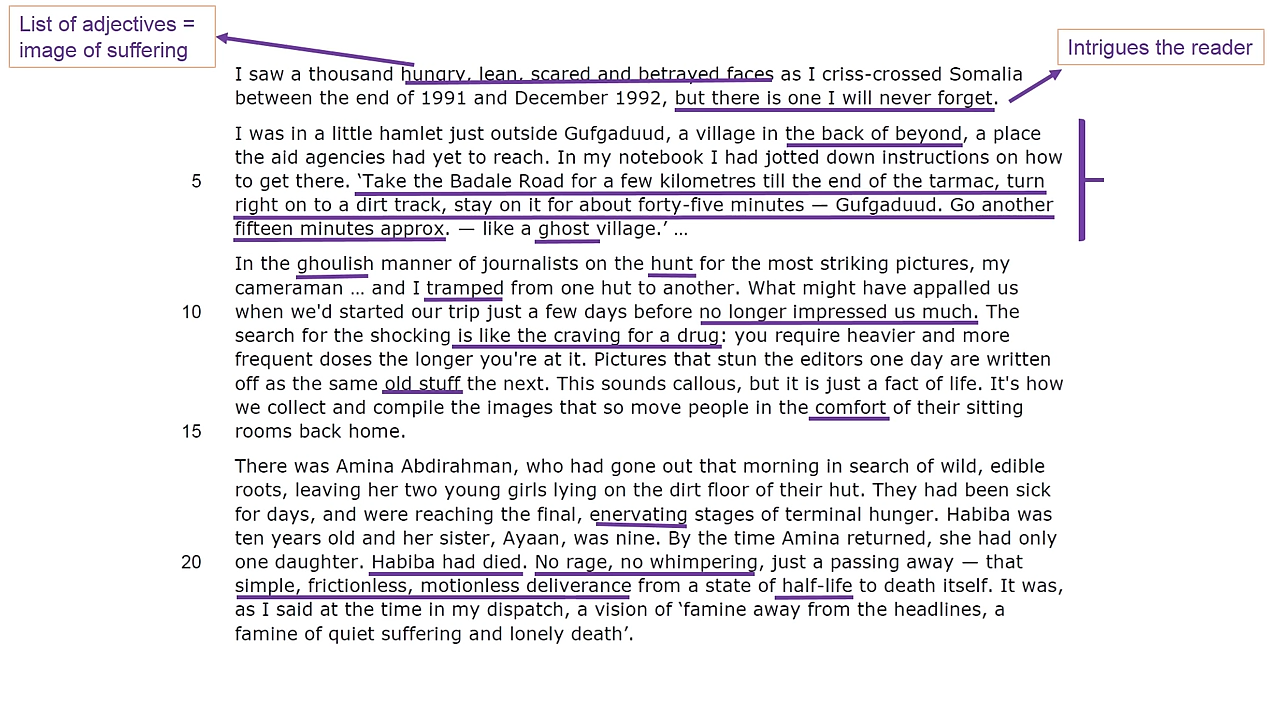 List of adjectives =
image of suffering
Intrigues the reader
I saw a thousand hungry, lean, scared and betrayed faces as I criss-crossed Somalia
between the end of 1991 and December 1992, but there is one I will never forget.
I was in a little hamlet just outside Gufgaduud, a village in the back of beyond, a place
the aid agencies had yet to reach. In my notebook I had jotted down instructions on how
5 to get there. ‘Take the Badale Road for a few kilometres till the end of the tarmac, turn
right on to a dirt track, stay on it for about forty-five minutes — Gufgaduud. Go another
fifteen minutes approx. — like a ghost village.’ ...
In the ghoulish manner of journalists on the hunt for the most striking pictures, my
cameraman ... and I tramped from one hut to another. What might have appalled us
10 when we'd started our trip just a few days before no longer impressed us much. The
search for the shocking is like the craving for a drug: you require heavier and more
frequent doses the longer you're at it. Pictures that stun the editors one day are written
off as the same old stuff the next. This sounds callous, but it is just a fact of life. It's how
we collect and compile the images that so move people in the comfort of their sitting
15 rooms back home.
There was Amina Abdirahman, who had gone out that morning in search of wild, edible
roots, leaving her two young girls lying on the dirt floor of their hut. They had been sick
for days, and were reaching the final, enervating stages of terminal hunger. Habiba was
ten years old and her sister, Ayaan, was nine. By the time Amina returned, she had only
20 one daughter. Habiba had died. No rage, no whimpering, just a passing away — that
simple, frictionless, motionless deliverance from a state of half-life to death itself. It was,
as I said at the time in my dispatch, a vision of ‘famine away from the headlines, a
famine of quiet suffering and lonely death’.